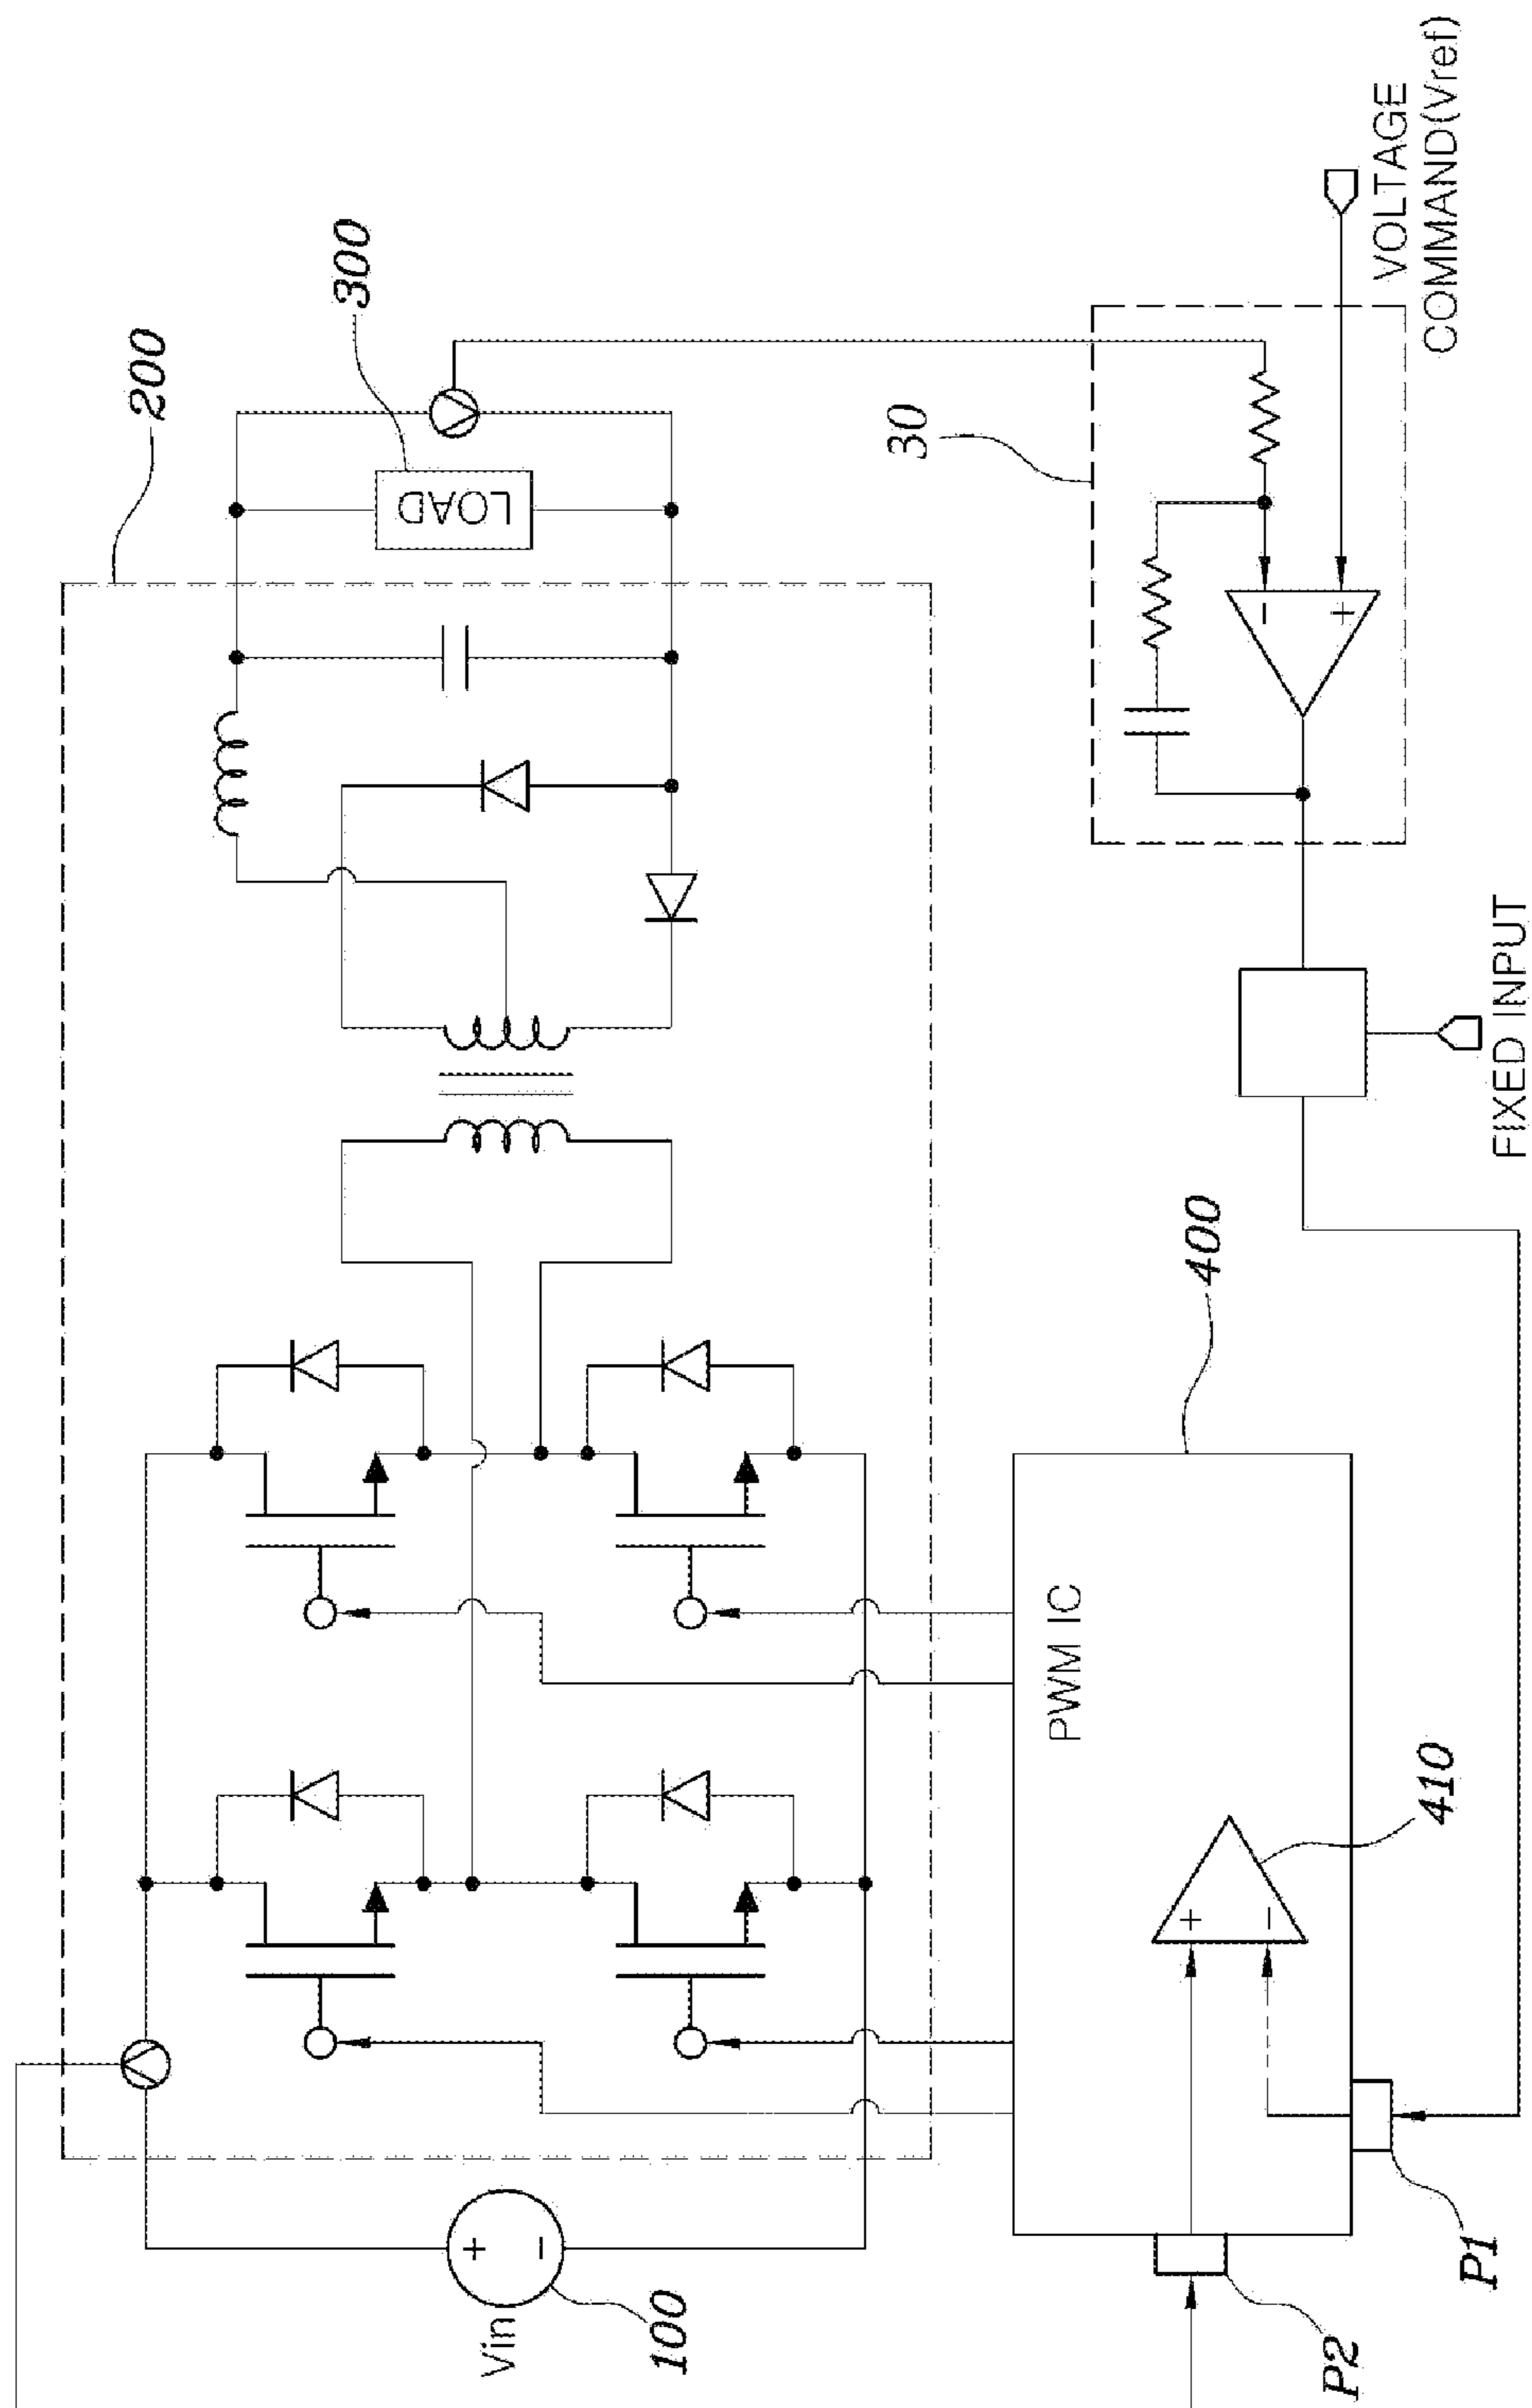 200
300
LOAD
Vin
+
−
100
PWM IC
400
+
−
410
P2
P1
30
−
+
VOLTAGE
COMMAND(Vref)
FIXED INPUT